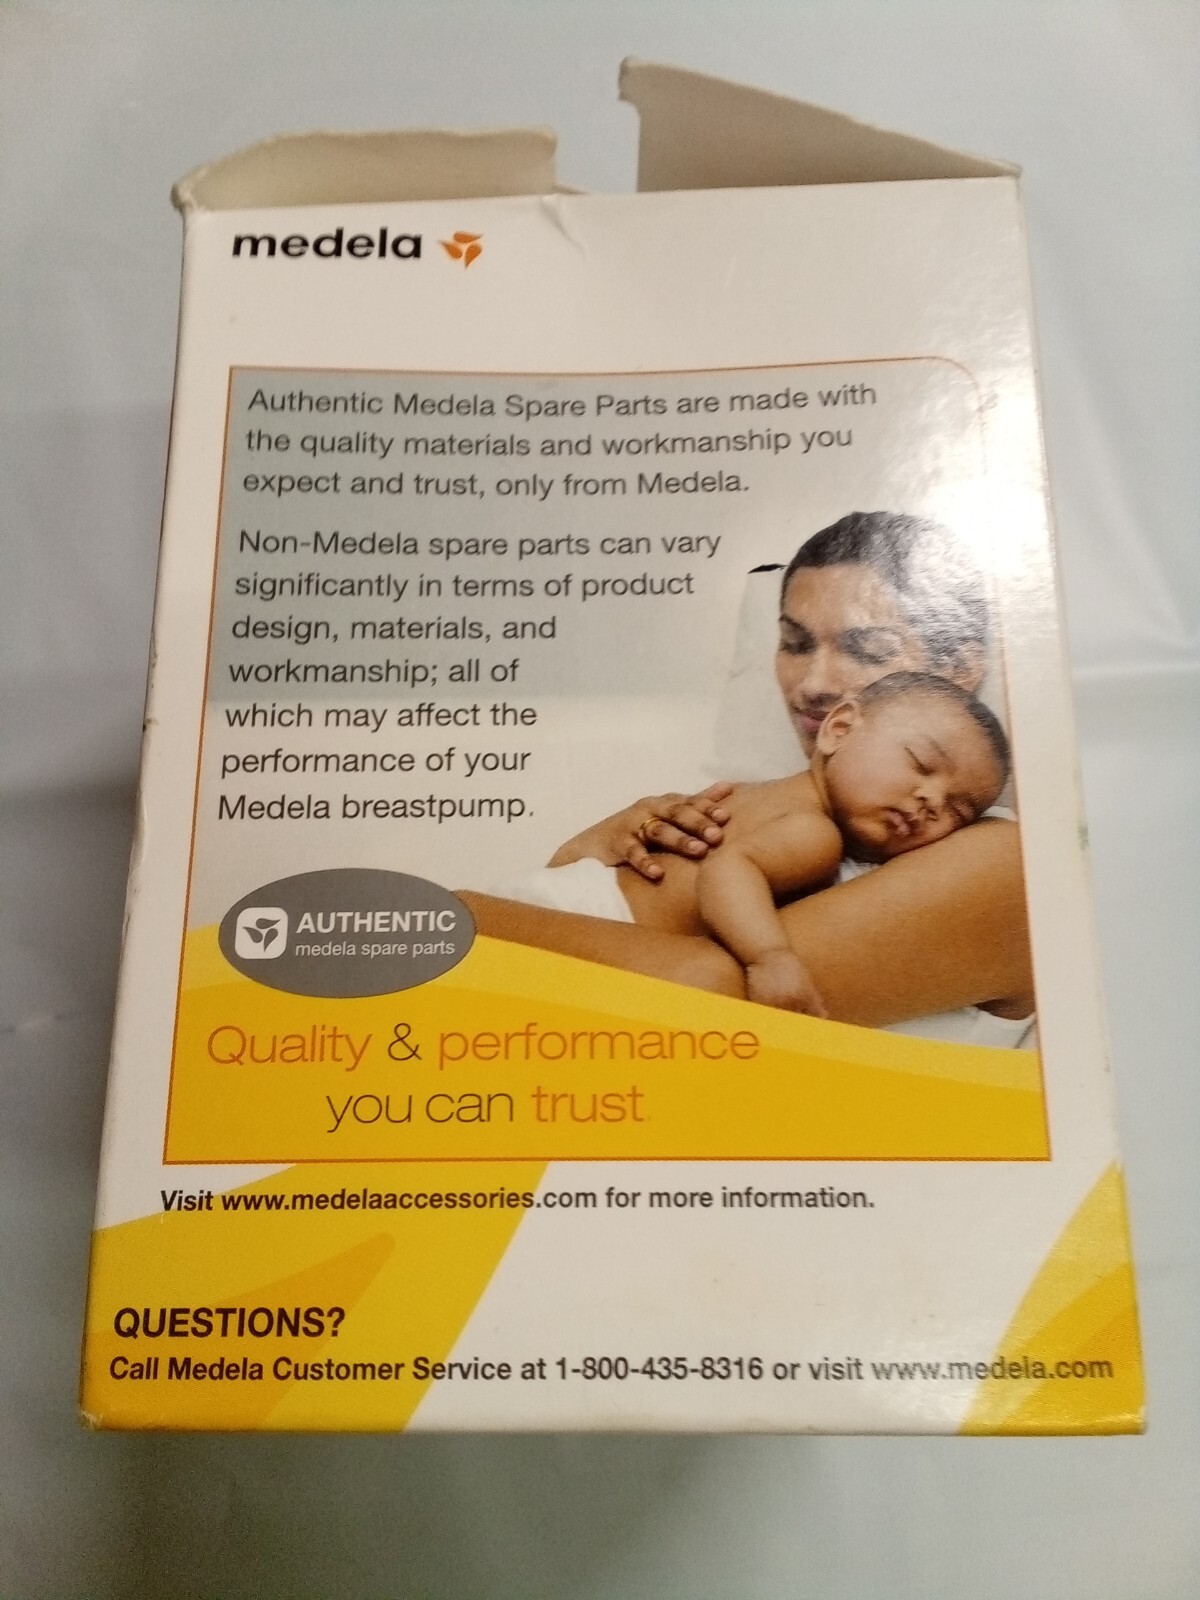 medela
Authentic Medela Spare Parts are made with
the quality materials and workmanship you
expect and trust, only from Medela.
Non-Medela spare parts can vary
significantly in terms of product
design, materials, and
workmanship; all of
which may affect the
performance of your
Medela breastpump.
AUTHENTIC
medela spare parts
Quality & performance
you can trust
Visit www.medelaaccessories.com for more information.
QUESTIONS?
Call Medela Customer Service at 1-800-435-8316 or visit www.medela.com